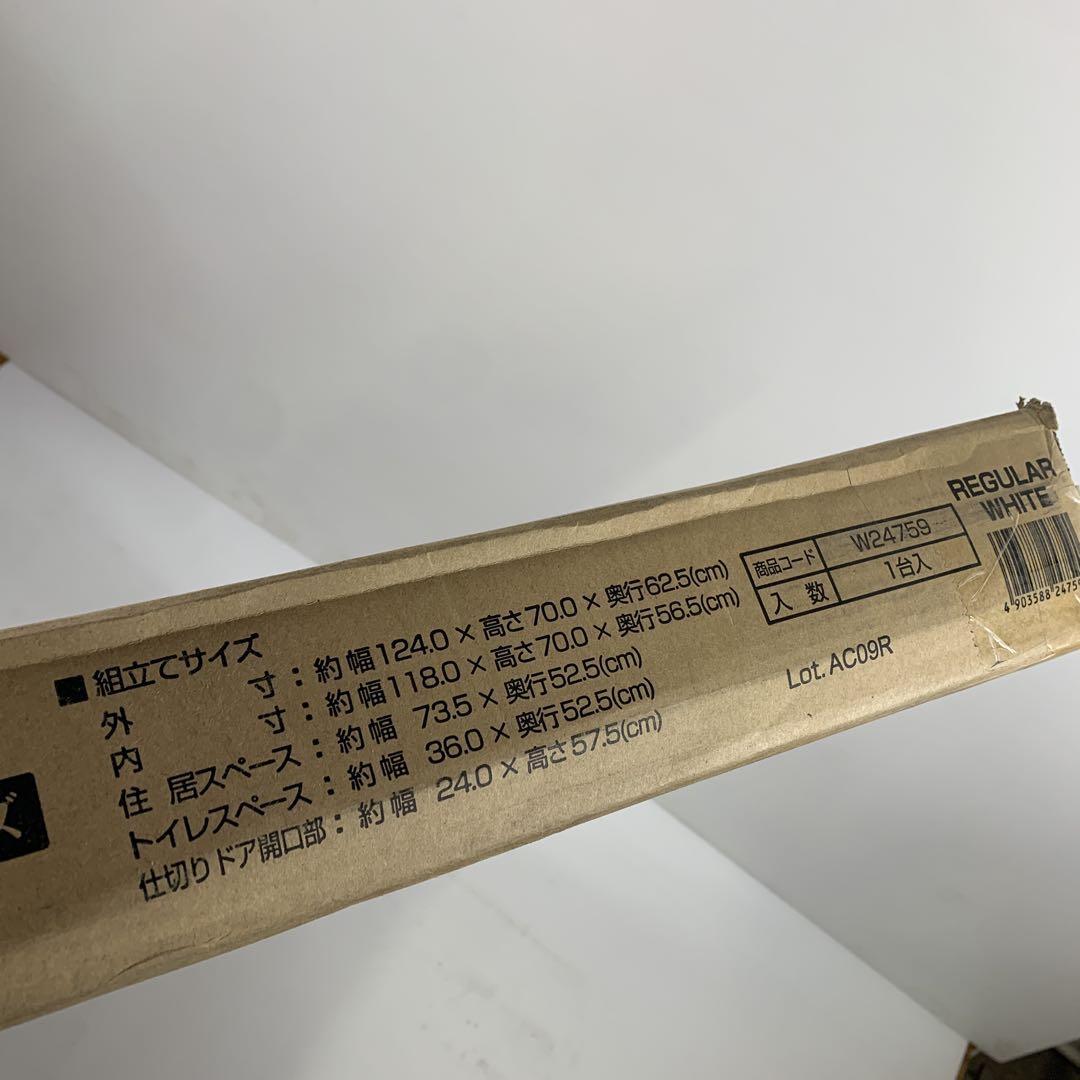 ズ
■組立てサイズ
外寸：約幅124.0×高さ70.0×奥行62.5(cm)
内寸：約幅118.0×高さ70.0×奥行56.5(cm)
住居スペース：約幅 73.5×奥行52.5(cm)
トイレスペース：約幅 36.0×奥行52.5(cm)
仕切りドア開口部：約幅 24.0×高さ57.5(cm)
商品コード W24759
入数 1台入
Lot. AC09R
REGULAR
WHITE
4 903588 2475